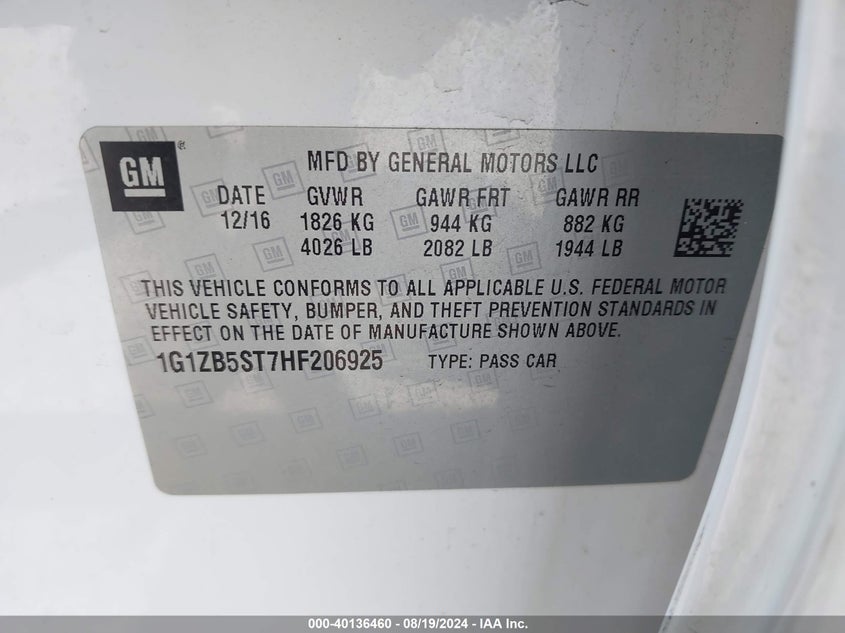 GM
MFD BY GENERAL MOTORS LLC
DATE GVWR GAWR FRT GAWR RR
12/16 1826 KG 944 KG 882 KG
4026 LB 2082 LB 1944 LB
THIS VEHICLE CONFORMS TO ALL APPLICABLE U.S. FEDERAL MOTOR
VEHICLE SAFETY, BUMPER, AND THEFT PREVENTION STANDARDS IN
EFFECT ON THE DATE OF MANUFACTURE SHOWN ABOVE.
1G1ZB5ST7HF206925 TYPE: PASS CAR
000-40136460 - 08/19/2024 - IAA Inc.